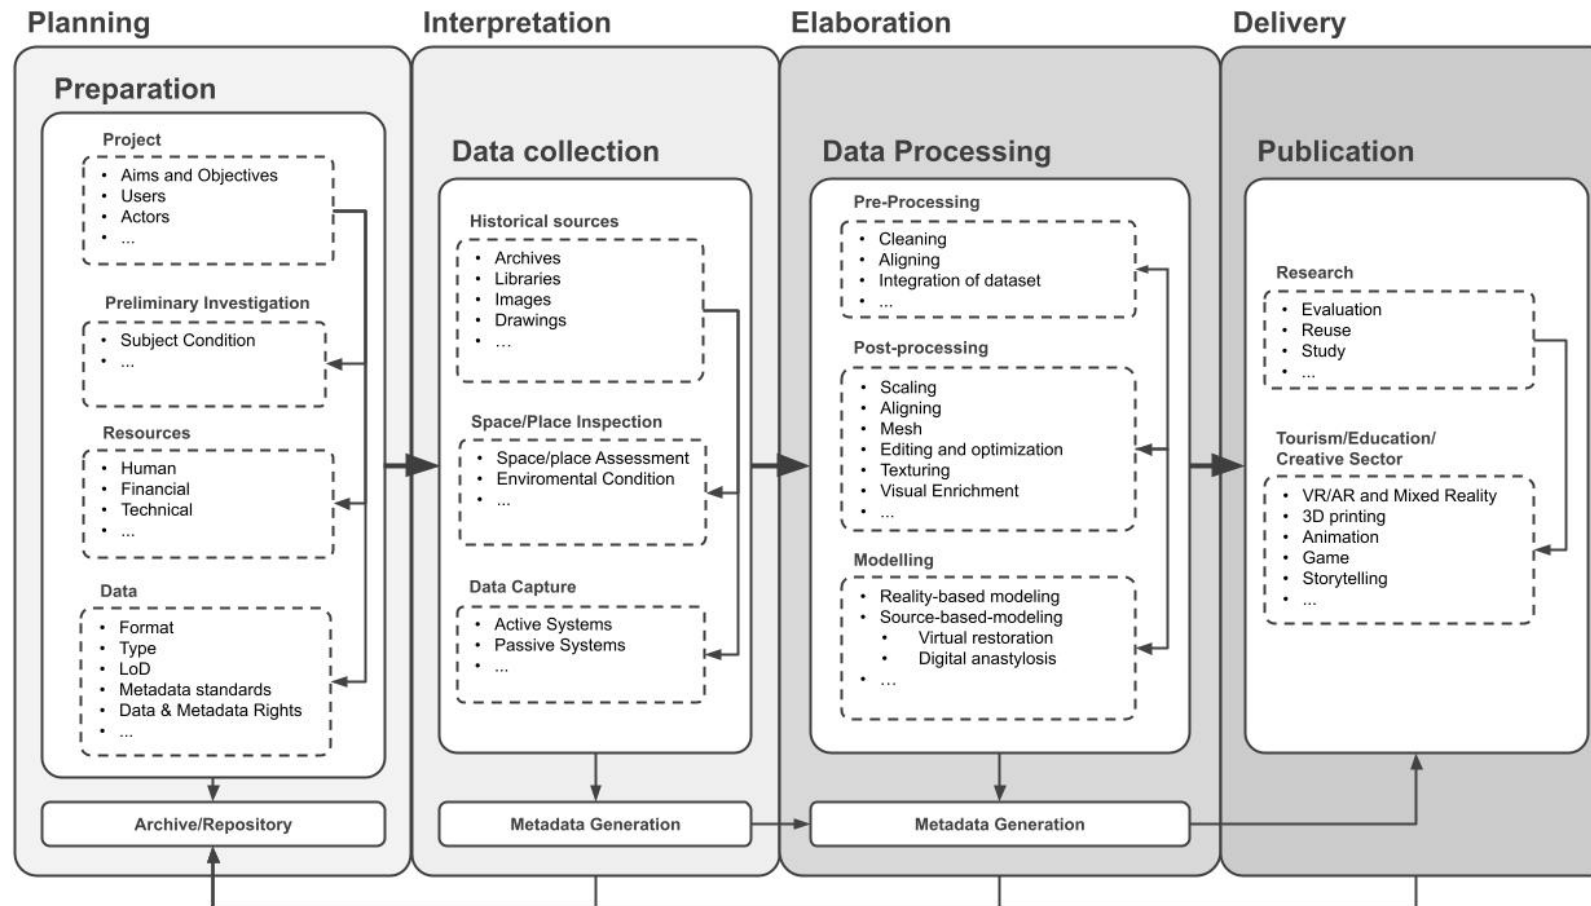 Planning
Preparation
Project
• Aims and Objectives
• Users
• Actors
• ...
Preliminary Investigation
• Subject Condition
• ...
Resources
• Human
• Financial
• Technical
• ...
Data
• Format
• Type
• LoD
• Metadata standards
• Data & Metadata Rights
• ...
Archive/Repository
Interpretation
Data collection
Historical sources
• Archives
• Libraries
• Images
• Drawings
• ...
Space/Place Inspection
• Space/place Assessment
• Enviromental Condition
• ...
Data Capture
• Active Systems
• Passive Systems
• ...
Metadata Generation
Elaboration
Data Processing
Pre-Processing
• Cleaning
• Aligning
• Integration of dataset
• ...
Post-processing
• Scaling
• Aligning
• Mesh
• Editing and optimization
• Texturing
• Visual Enrichment
• ...
Modelling
• Reality-based modeling
• Source-based-modeling
• Virtual restoration
• Digital anastylosis
• ...
Metadata Generation
Delivery
Publication
Research
• Evaluation
• Reuse
• Study
• ...
Tourism/Education/
Creative Sector
• VR/AR and Mixed Reality
• 3D printing
• Animation
• Game
• Storytelling
• ...